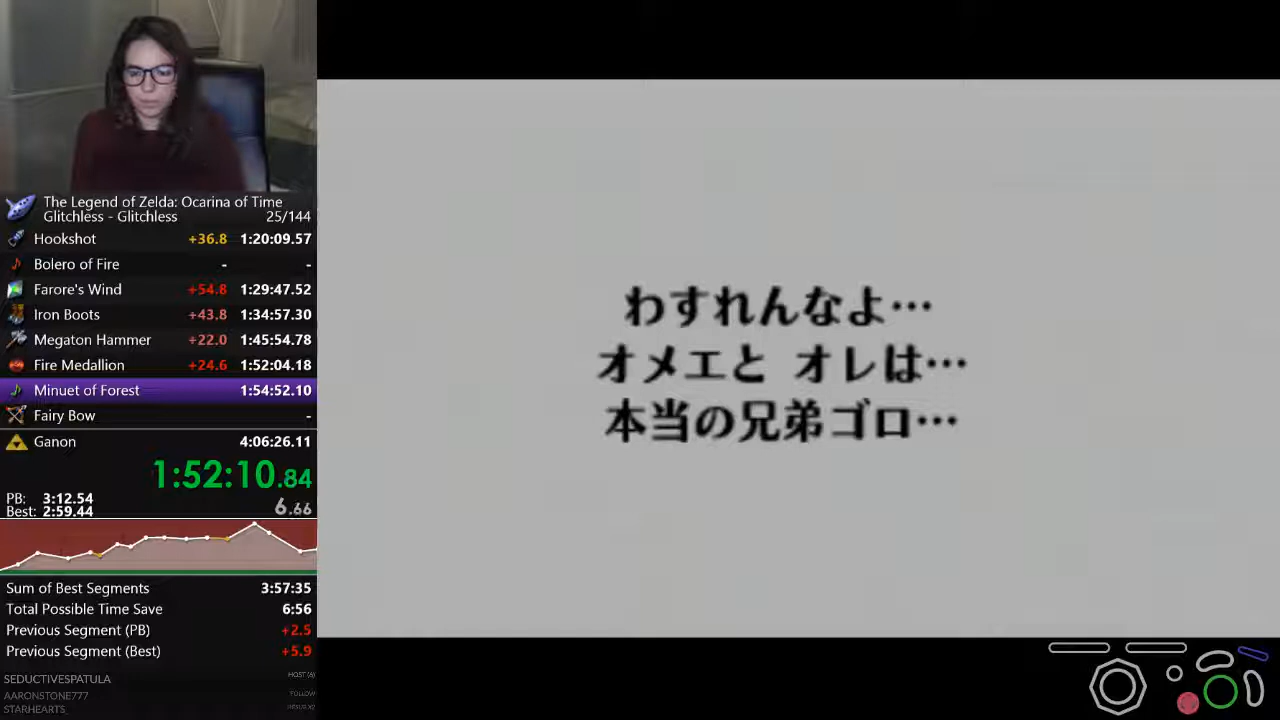 The Legend of Zelda: Ocarina of Time
Glitchless - Glitchless 25/144
Hookshot +36.8 1:20:09.57
Bolero of Fire - -
Farore's Wind +54.8 1:29:47.52
Iron Boots +43.8 1:34:57.30
Megaton Hammer +22.0 1:45:54.78
Fire Medallion +24.6 1:52:04.18
Minuet of Forest 1:54:52.10
Fairy Bow -
Ganon 4:06:26.11
1:52:10.84
PB: 3:12.54
Best: 2:59.44 6.66
Sum of Best Segments 3:57:35
Total Possible Time Save 6:56
Previous Segment (PB) +2.5
Previous Segment (Best) +5.9
SEDUCTIVESPATULA HOST (6)
AARONSTONE777 FOLLOW
STARHEARTS_
わすれんなよ…
オメエと オレは…
本当の兄弟ゴロ…